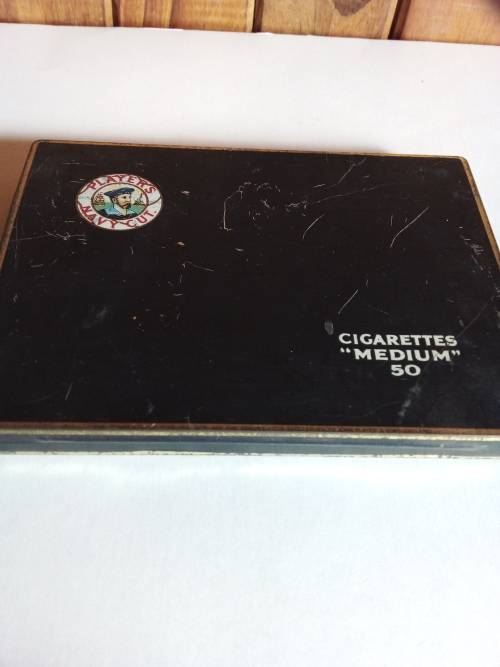 PLAYER'S
NAVY CUT.
CIGARETTES
"MEDIUM"
50